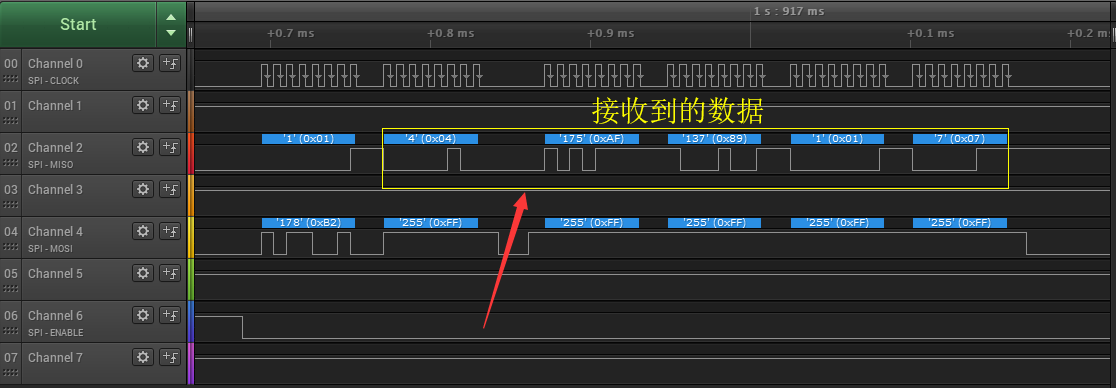 Start
1 s : 917 ms
+0.7 ms
+0.8 ms
+0.9 ms
+0.1 ms
+0.2 ms
00 Channel 0
SPI - CLOCK
01 Channel 1
接收到的数据
02 Channel 2
SPI - MISO
'1' (0x01)
'4' (0x04)
'175' (0xAF)
'137' (0x89)
'1' (0x01)
'7' (0x07)
03 Channel 3
04 Channel 4
SPI - MOSI
'178' (0xB2)
'255' (0xFF)
'255' (0xFF)
'255' (0xFF)
'255' (0xFF)
'255' (0xFF)
05 Channel 5
06 Channel 6
SPI - ENABLE
07 Channel 7